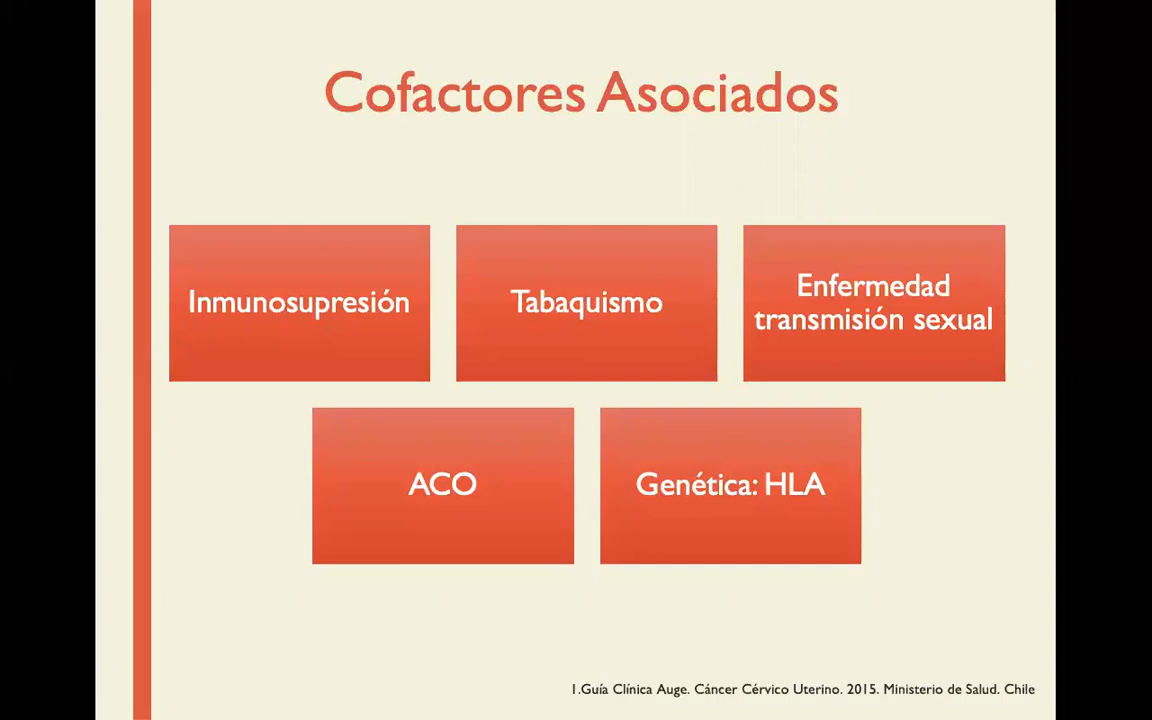 Cofactores Asociados
Inmunosupresión
Tabaquismo
Enfermedad
transmisión sexual
ACO
Genética: HLA
1.Guía Clínica Auge. Cáncer Cérvico Uterino. 2015. Ministerio de Salud. Chile